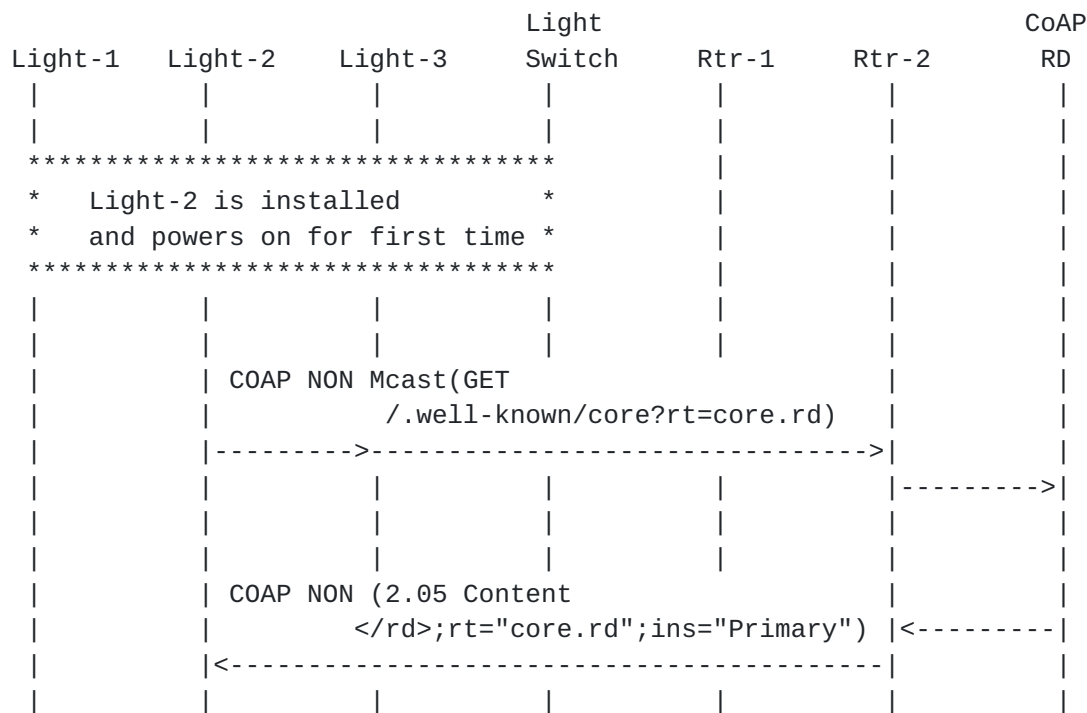 Light                           CoAP
Light-1   Light-2    Light-3     Switch     Rtr-1     Rtr-2       RD
 |          |          |          |          |          |          |
 |          |          |          |          |          |          |
 **********************************          |          |          |
 *   Light-2 is installed         *          |          |          |
 *   and powers on for first time *          |          |          |
 **********************************          |          |          |
 |          |          |          |          |          |          |
 |          |          |          |          |          |          |
 |          | COAP NON Mcast(GET                        |          |
 |          |           /.well-known/core?rt=core.rd)   |          |
 |          |--------->-------------------------------->|          |
 |          |          |          |          |          |--------->|
 |          |          |          |          |          |          |
 |          |          |          |          |          |          |
 |          | COAP NON (2.05 Content                    |          |
 |          |         </rd>;rt="core.rd";ins="Primary") |<---------|
 |          |<------------------------------------------|          |
 |          |          |          |          |          |          |